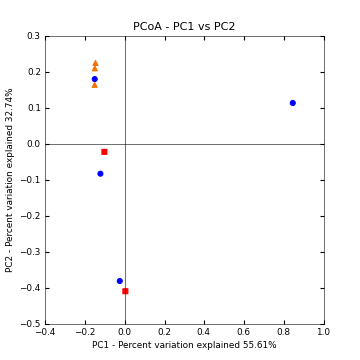 PCoA - PC1 vs PC2
0.3
0.2
0.1
0.0
−0.1
−0.2
−0.3
−0.4
−0.5
PC2 - Percent variation explained 32.74%
−0.4 −0.2 0.0 0.2 0.4 0.6 0.8 1.0
PC1 - Percent variation explained 55.61%